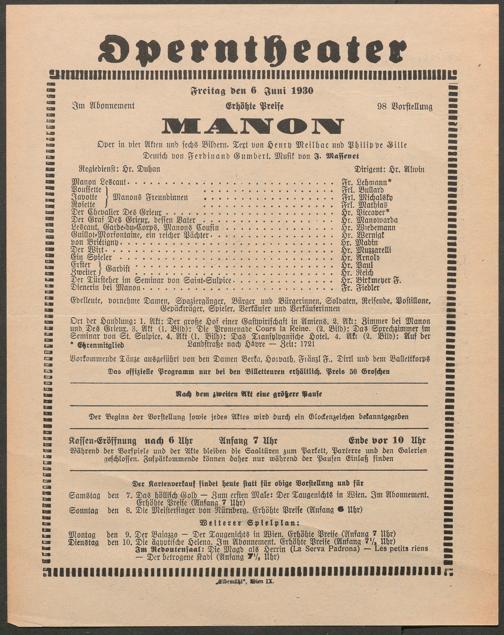 Operntheater
Freitag den 6 Juni 1930
Im Abonnement Erhöhte Preise 98 Vorstellung
MANON
Oper in vier Akten und sechs Bildern. Text von Henry Meilhac und Philippe Gille
Deutsch von Ferdinand Gumbert. Musik von J. Massenet
Regiedienst: Hr. Duhan Dirigent: Hr. Alwin
Manon Lescaut Fr. Lehmann*
Poussette Frl. Bullard
Javotte Manons Freundinnen Frl. Michalsky
Rosette Frl. Mathias
Der Chevalier Des Grieux Hr. Piccaver*
Der Graf Des Grieux, dessen Vater Hr. Manowarda
Lescaut, Garde-du-Corps, Manons Cousin Hr. Wiedemann
Guillot-Morfontaine, ein reicher Pächter Hr. Wernigk
von Brétigny Hr. Madin
Der Wirt Hr. Muzzarelli
Ein Spieler Hr. Arnold
Erster Hr. Paul
Zweiter Gardist Hr. Reich
Der Türsteher im Seminar von Saint-Sulpice Hr. Birkmeyer F.
Dienerin bei Manon Fr. Fiedler
Edelleute, vornehme Damen, Spaziergänger, Bürger und Bürgerinnen, Soldaten, Reisende, Postillone,
Gepäckträger, Spieler, Verkäufer und Verkäuferinnen
Ort der Handlung: 1. Akt: Der große Hof einer Gastwirtschaft in Amiens. 2. Akt: Zimmer bei Manon
und Des Grieux. 3. Akt (1. Bild): Die Promenade Cours la Reine. (2. Bild): Das Sprechzimmer im
Seminar von St. Sulpice. 4. Akt (1. Bild): Das Transsylvanische Hotel. 4. Akt (2. Bild): Auf der
* Ehrenmitglied Landstraße nach Havre — Zeit: 1721
Vorkommende Tänze ausgeführt von den Damen Berka, Horvath, Fränzl F., Dirtl und dem Ballettkorps
Das offizielle Programm nur bei den Billetteuren erhältlich. Preis 50 Groschen
Nach dem zweiten Akt eine größere Pause
Der Beginn der Vorstellung sowie jedes Aktes wird durch ein Glockenzeichen bekanntgegeben
Kassen-Eröffnung nach 6 Uhr Anfang 7 Uhr Ende vor 10 Uhr
Während der Vorspiele und der Akte bleiben die Saaltüren zum Parkett, Parterre und den Galerien
geschlossen. Zuspätkommende können daher nur während der Pausen Einlaß finden
Der Kartenverkauf findet heute statt für obige Vorstellung und für
Samstag den 7. Das höllisch Gold — Zum ersten Male: Der Taugenichts in Wien. Im Abonnement.
Erhöhte Preise (Anfang 7 Uhr)
Sonntag den 8. Die Meistersinger von Nürnberg. Erhöhte Preise (Anfang 6 Uhr)
Weiterer Spielplan:
Montag den 9. Der Bajazzo — Der Taugenichts in Wien. Erhöhte Preise (Anfang 7 Uhr)
Dienstag den 10. Die ägyptische Helena. Im Abonnement. Erhöhte Preise (Anfang 7½ Uhr)
Im Redoutensaal: Die Magd als Herrin (La Serva Padrona) — Les petits riens
— Der betrogene Kadi (Anfang 7½ Uhr)
„Elbemühl“, Wien IX.